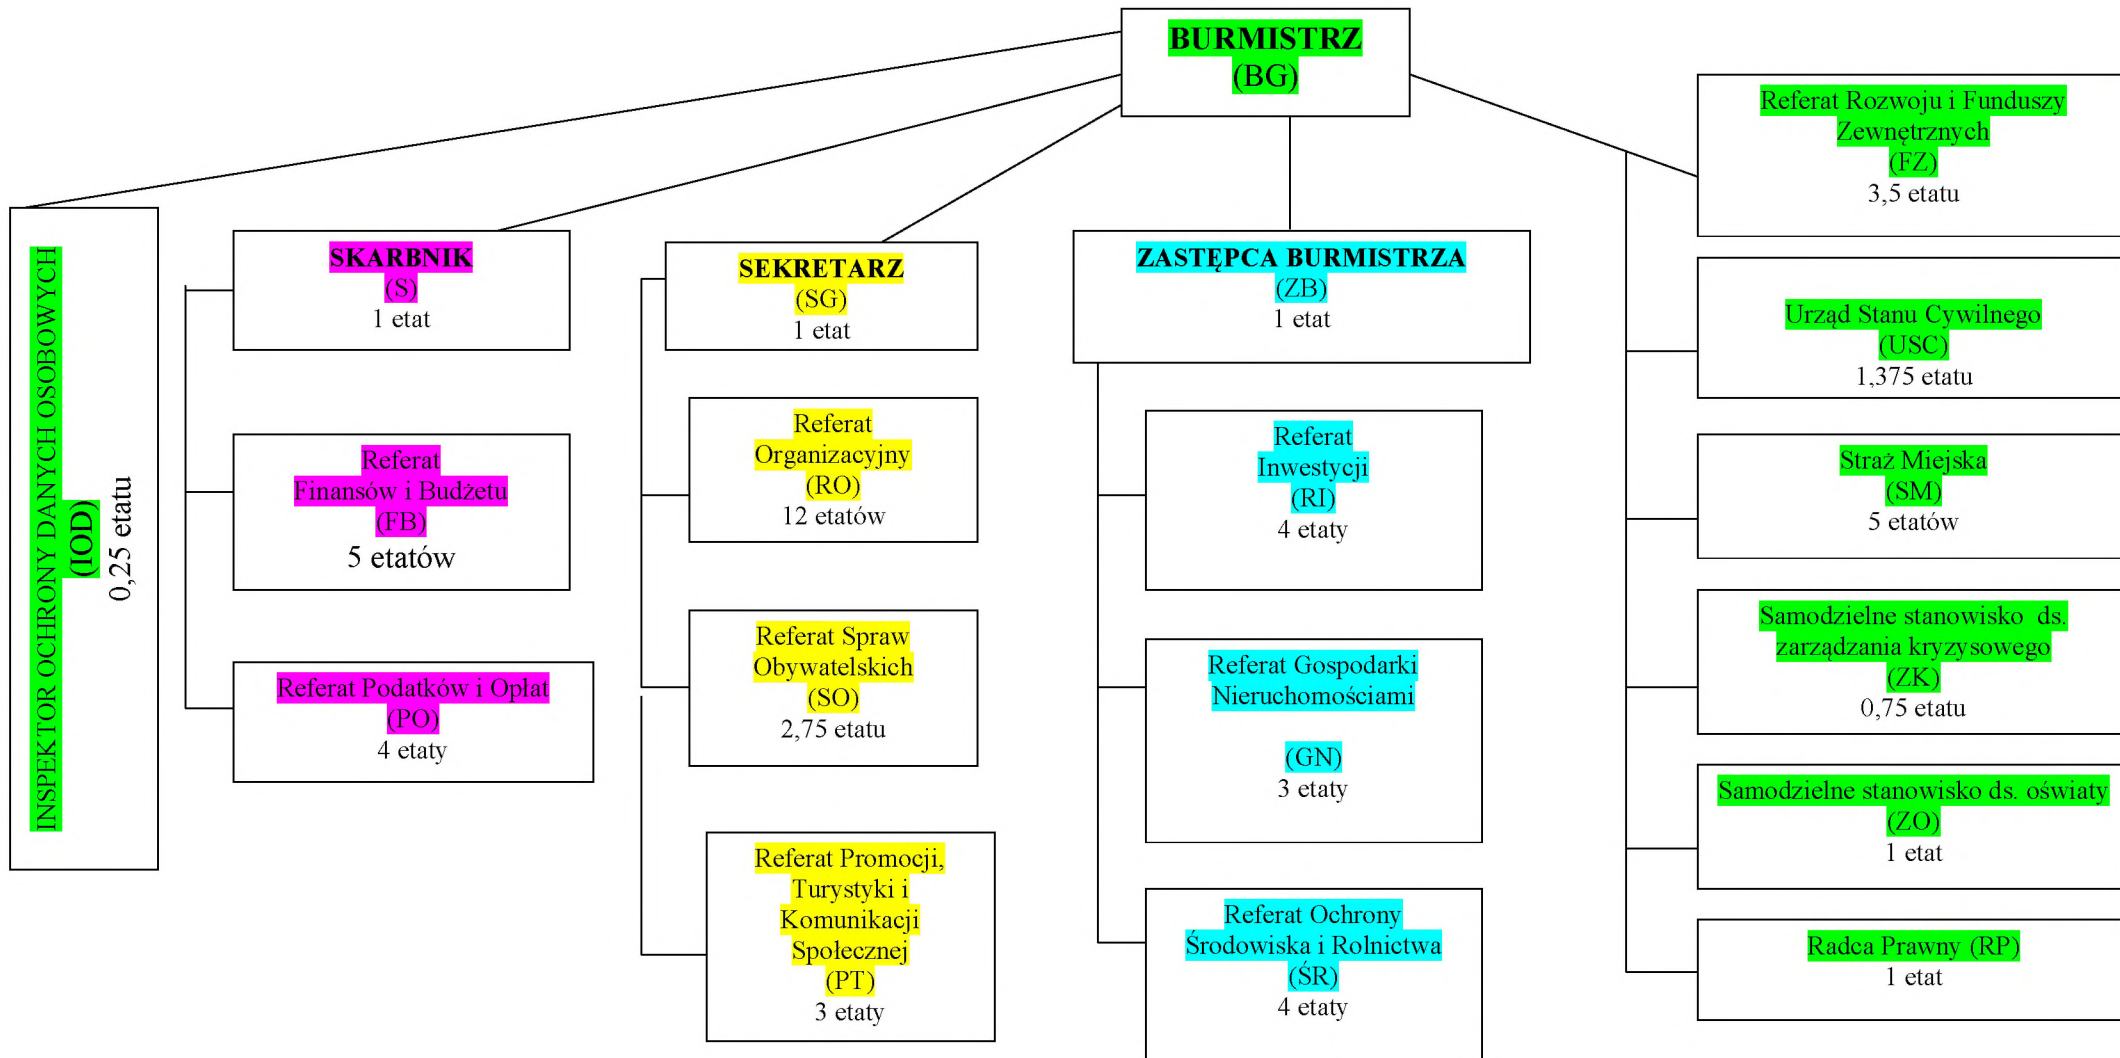 BURMISTRZ
(BG)
INSPEKTOR OCHRONY DANYCH OSOBOWYCH
(IOD)
0,25 etatu
SKARBNIK
(S)
1 etat
Referat
Finansów i Budżetu
(FB)
5 etatów
Referat Podatków i Opłat
(PO)
4 etaty
SEKRETARZ
(SG)
1 etat
Referat
Organizacyjny
(RO)
12 etatów
Referat Spraw
Obywatelskich
(SO)
2,75 etatu
Referat Promocji,
Turystyki i
Komunikacji
Społecznej
(PT)
3 etaty
ZASTĘPCA BURMISTRZA
(ZB)
1 etat
Referat
Inwestycji
(RI)
4 etaty
Referat Gospodarki
Nieruchomościami
(GN)
3 etaty
Referat Ochrony
Środowiska i Rolnictwa
(ŚR)
4 etaty
Referat Rozwoju i Funduszy
Zewnętrznych
(FZ)
3,5 etatu
Urząd Stanu Cywilnego
(USC)
1,375 etatu
Straż Miejska
(SM)
5 etatów
Samodzielne stanowisko ds.
zarządzania kryzysowego
(ZK)
0,75 etatu
Samodzielne stanowisko ds. oświaty
(ZO)
1 etat
Radca Prawny (RP)
1 etat